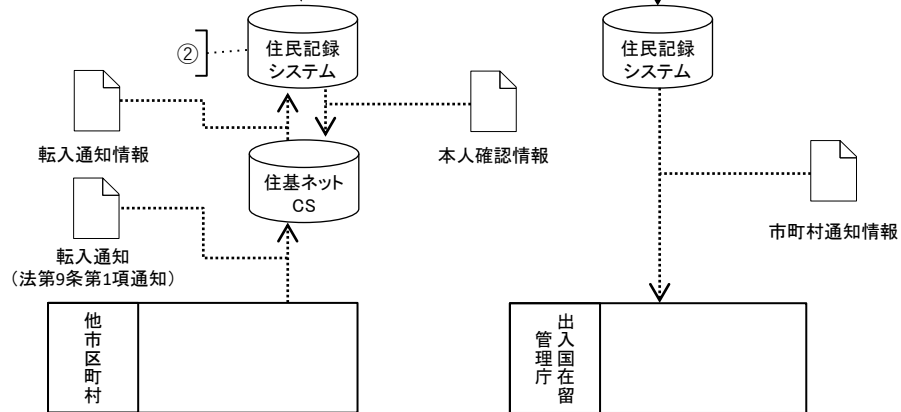 ②
住民記録
システム
住民記録
システム
転入通知情報
本人確認情報
住基ネット
CS
市町村通知情報
転入通知
（法第9条第1項通知）
他市区町村
出入国在留
管理庁